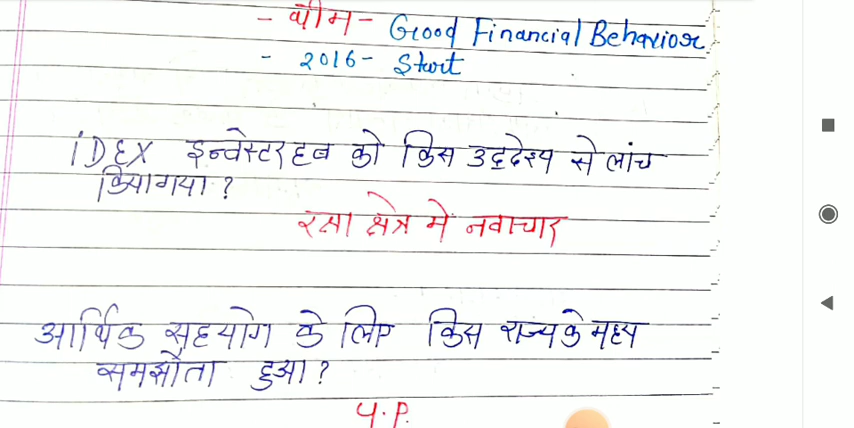 - थीम - Good Financial Behavior
- 2016 - Start
iDEX इन्वेस्टर हब को किस उद्देश्य से लांच
किया गया ?
रक्षा क्षेत्र में नवाचार
आर्थिक सहयोग के लिए किस राज्य के मध्य
समझौता हुआ ?
U.P.